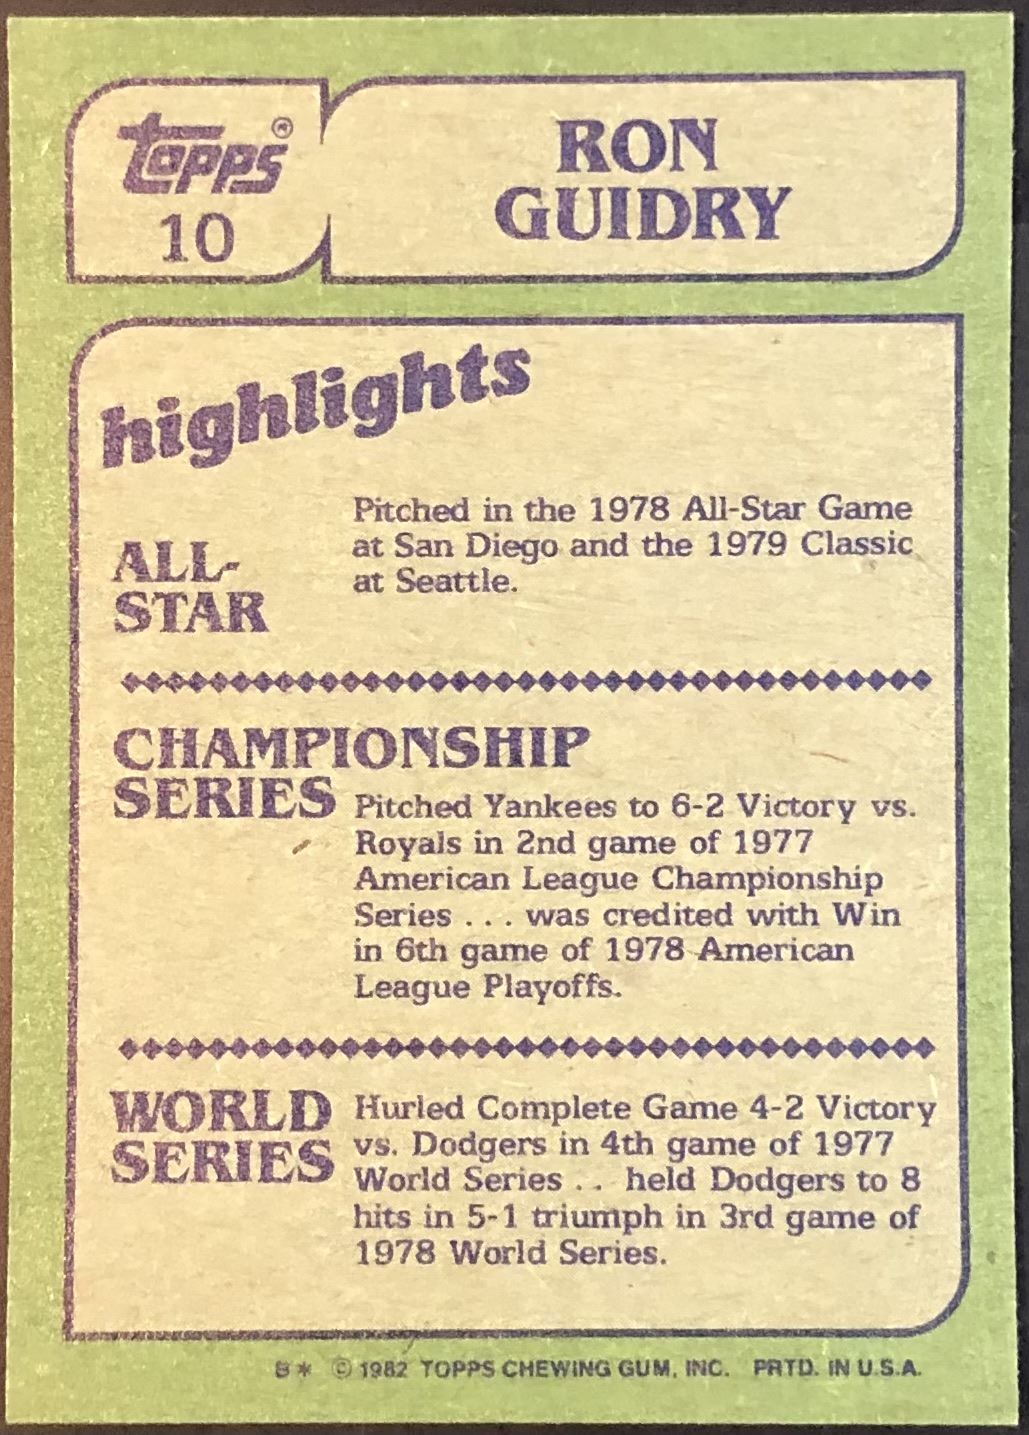 Topps®
10
RON
GUIDRY
highlights
ALL-
STAR
Pitched in the 1978 All-Star Game
at San Diego and the 1979 Classic
at Seattle.
CHAMPIONSHIP
SERIES
Pitched Yankees to 6-2 Victory vs.
Royals in 2nd game of 1977
American League Championship
Series . . . was credited with Win
in 6th game of 1978 American
League Playoffs.
WORLD
SERIES
Hurled Complete Game 4-2 Victory
vs. Dodgers in 4th game of 1977
World Series . . held Dodgers to 8
hits in 5-1 triumph in 3rd game of
1978 World Series.
B* © 1982 TOPPS CHEWING GUM, INC. PRTD. IN U.S.A.